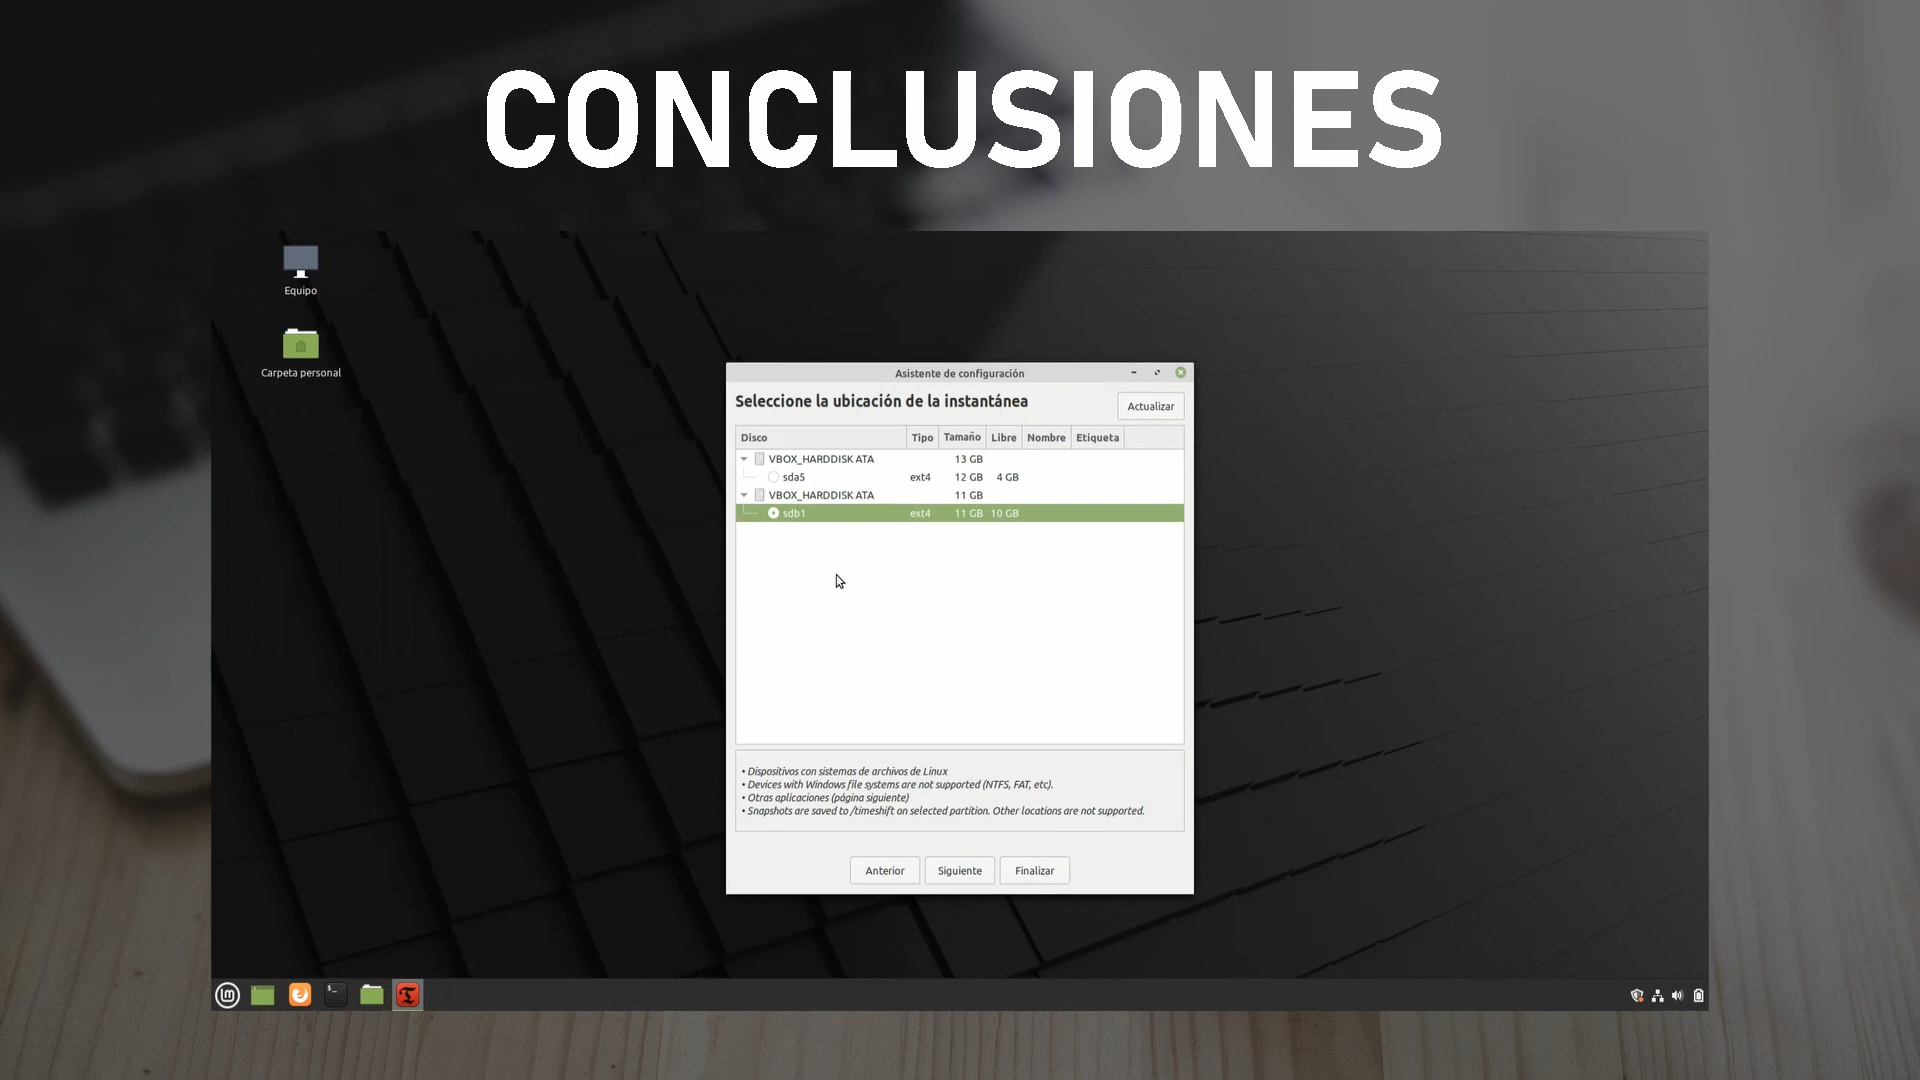 CONCLUSIONES
Equipo
Carpeta personal
Asistente de configuración
Seleccione la ubicación de la instantánea
Actualizar
Disco Tipo Tamaño Libre Nombre Etiqueta
VBOX_HARDDISK ATA 13 GB
sda5 ext4 12 GB 4 GB
VBOX_HARDDISK ATA 11 GB
sdb1 ext4 11 GB 10 GB
• Dispositivos con sistemas de archivos de Linux
• Devices with Windows file systems are not supported (NTFS, FAT, etc).
• Otras aplicaciones (página siguiente)
• Snapshots are saved to /timeshift on selected partition. Other locations are not supported.
Anterior Siguiente Finalizar